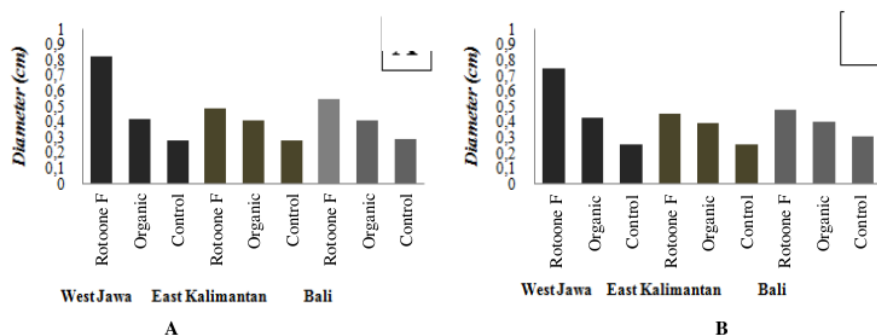 Diameter (cm)
1
0,9
0,8
0,7
0,6
0,5
0,4
0,3
0,2
0,1
0
Rotoone F
Organic
Control
Rotoone F
Organic
Control
Rotoone F
Organic
Control
West Jawa East Kalimantan Bali
A
Diameter (cm)
1
0,9
0,8
0,7
0,6
0,5
0,4
0,3
0,2
0,1
0
Rotoone F
Organic
Control
Rotoone F
Organic
Control
Rotoone F
Organic
Control
West Jawa East Kalimantan Bali
B